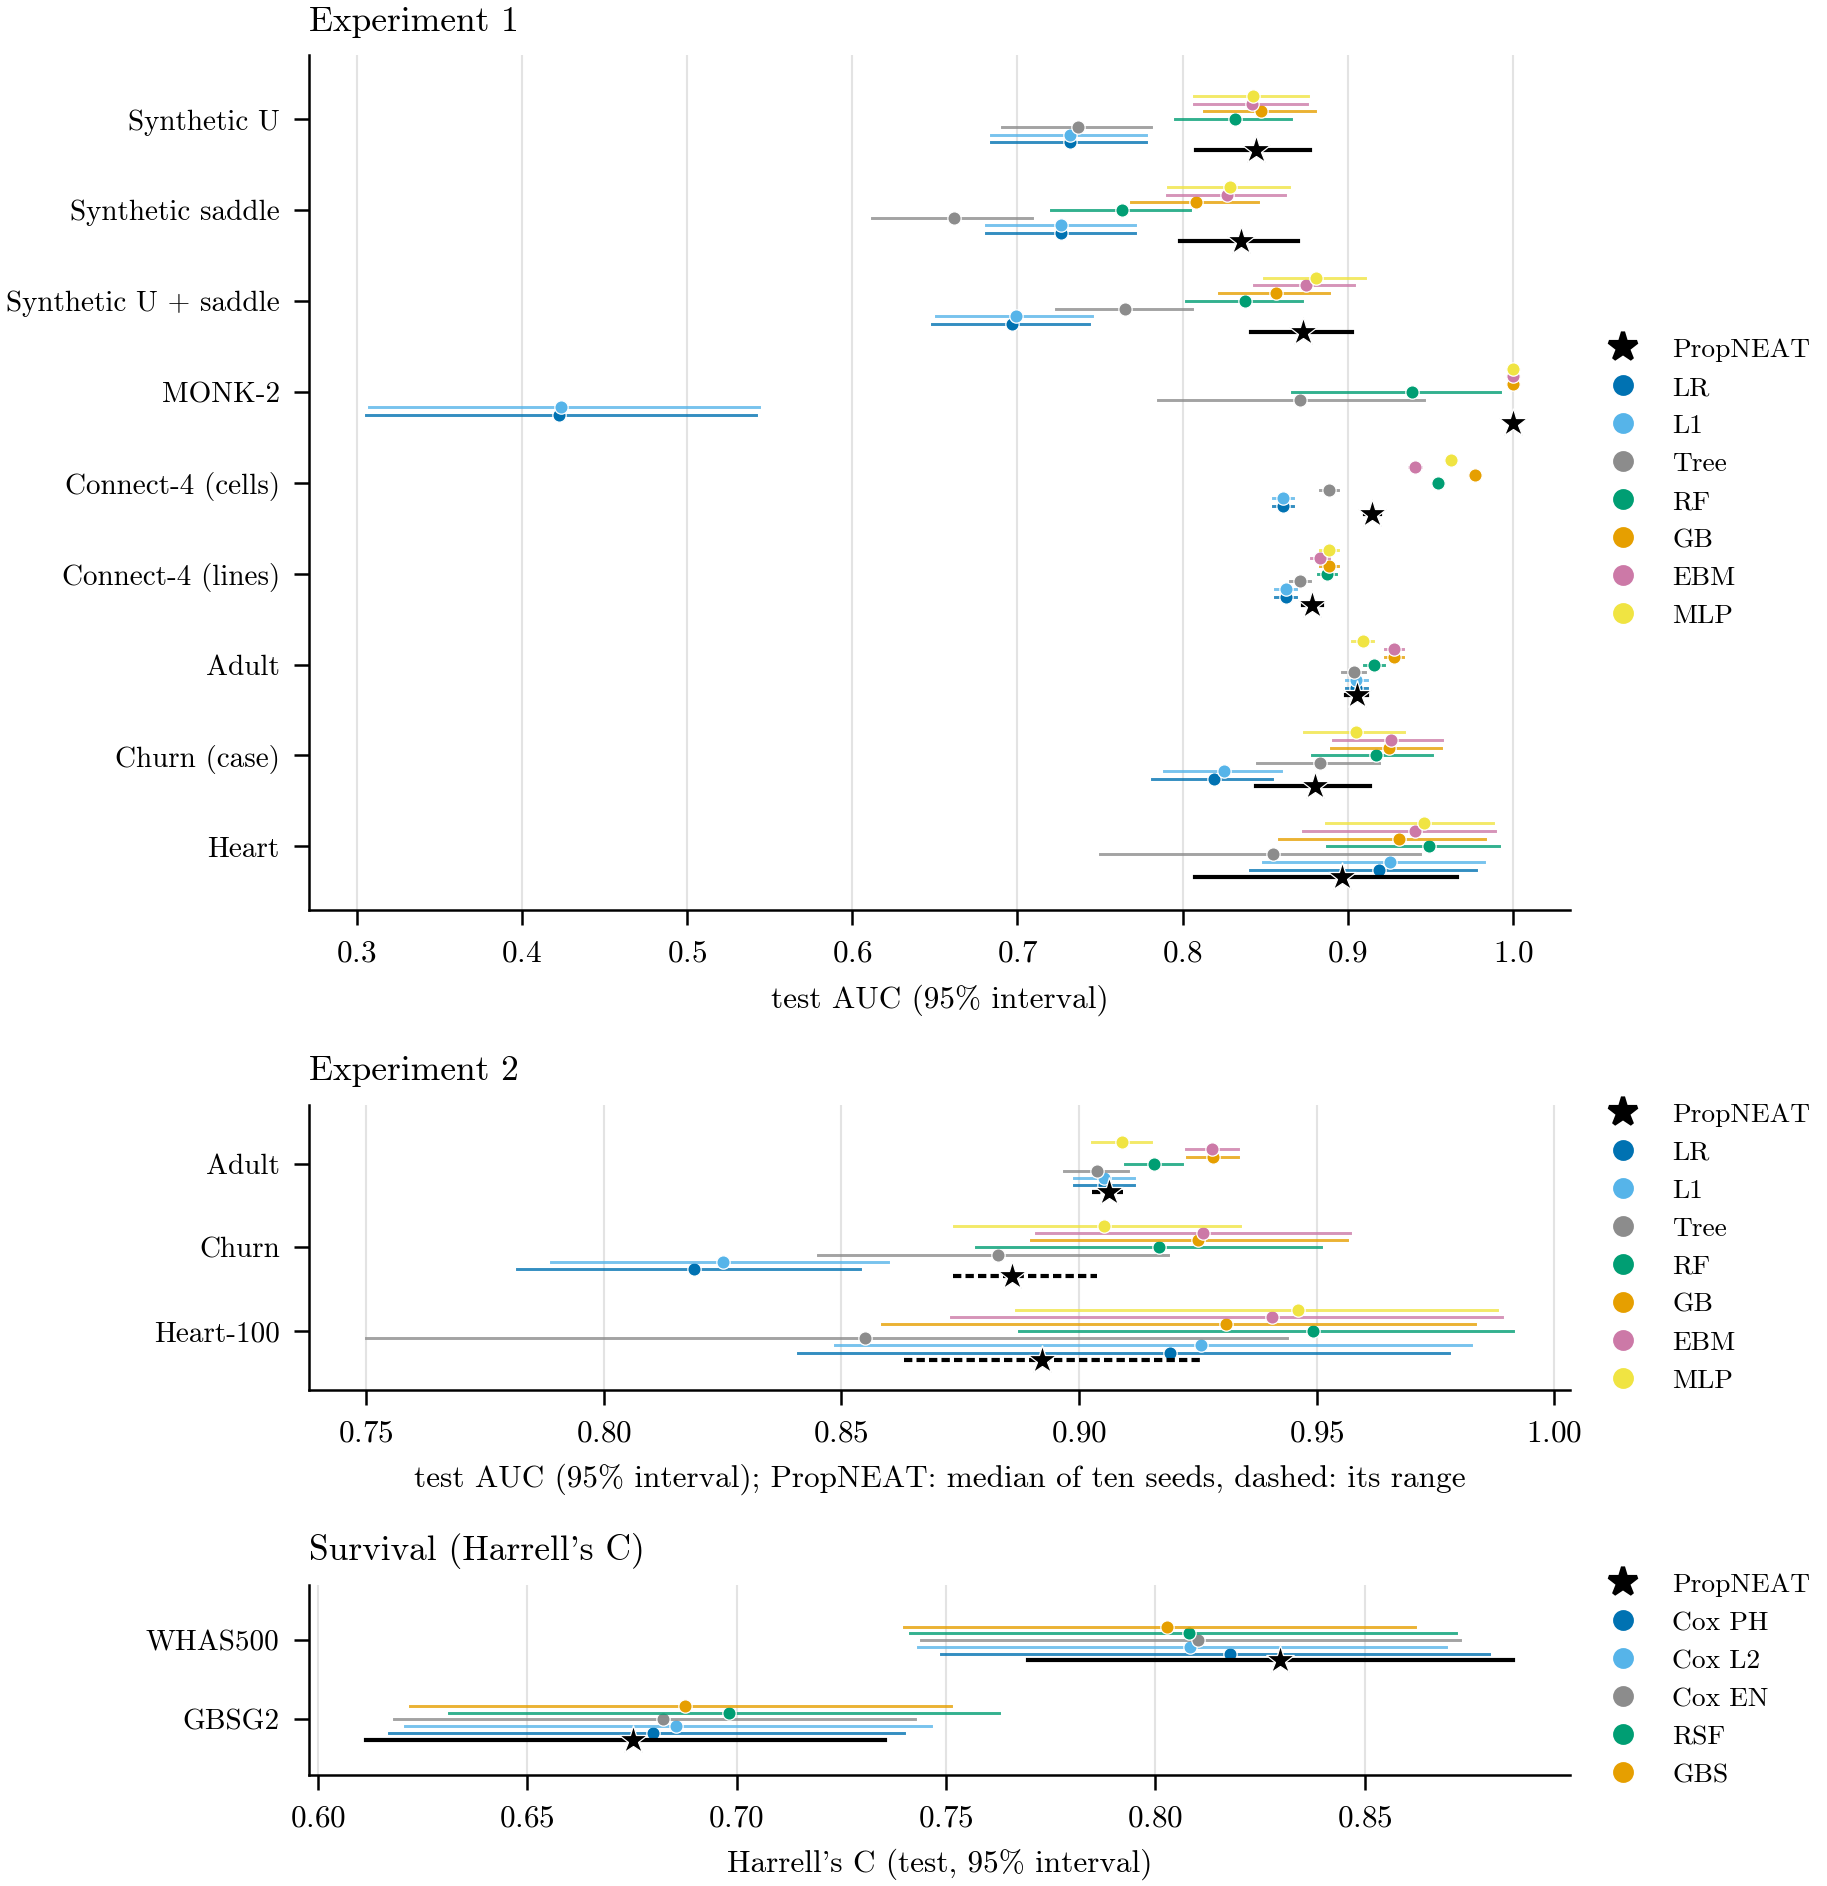 Experiment 1
Synthetic U
Synthetic saddle
Synthetic U + saddle
MONK-2
Connect-4 (cells)
Connect-4 (lines)
Adult
Churn (case)
Heart
0.3 0.4 0.5 0.6 0.7 0.8 0.9 1.0
test AUC (95% interval)
PropNEAT
LR
L1
Tree
RF
GB
EBM
MLP
Experiment 2
Adult
Churn
Heart-100
0.75 0.80 0.85 0.90 0.95 1.00
test AUC (95% interval); PropNEAT: median of ten seeds, dashed: its range
PropNEAT
LR
L1
Tree
RF
GB
EBM
MLP
Survival (Harrell's C)
WHAS500
GBSG2
0.60 0.65 0.70 0.75 0.80 0.85
Harrell's C (test, 95% interval)
PropNEAT
Cox PH
Cox L2
Cox EN
RSF
GBS